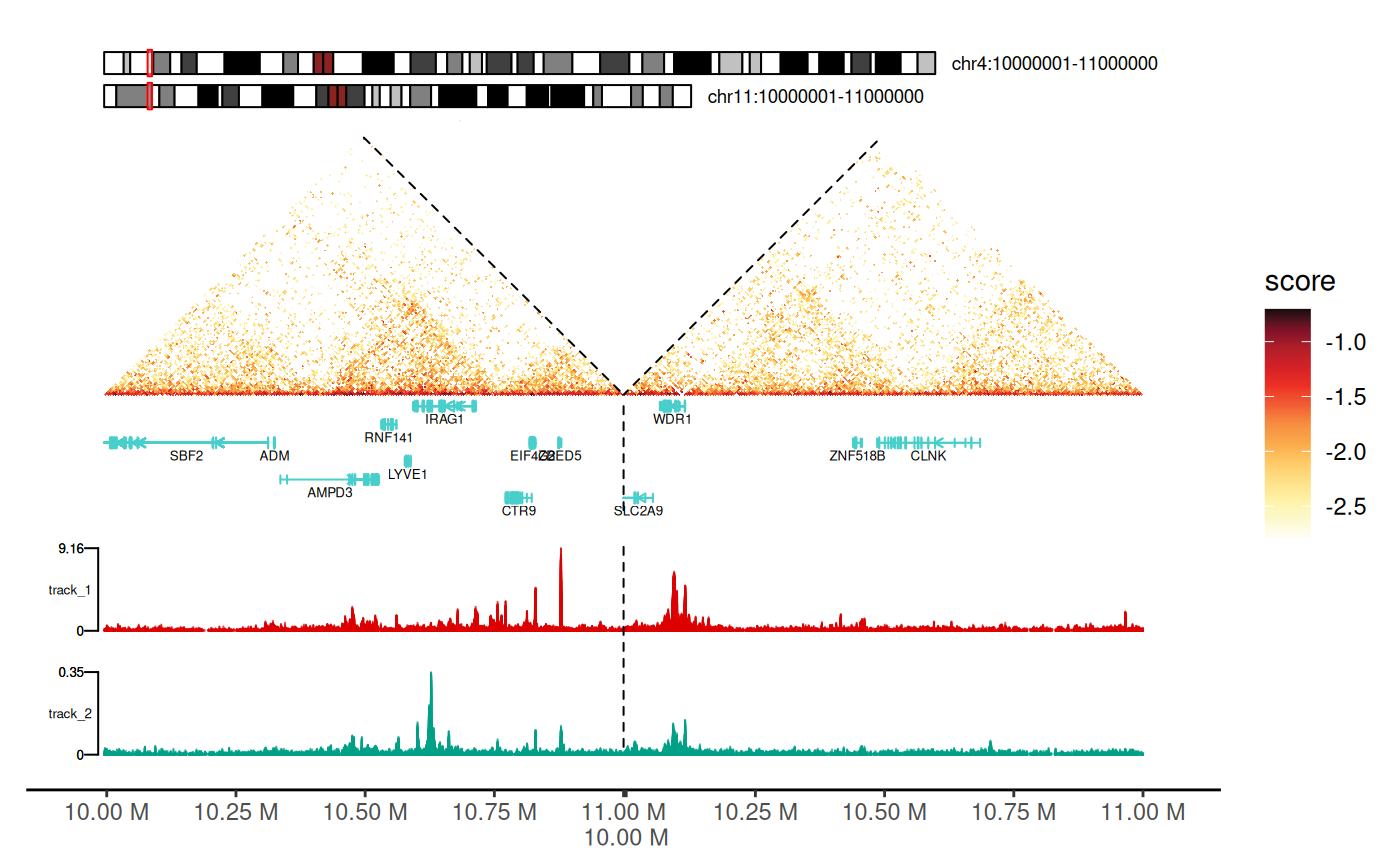 chr4:10000001-11000000
chr11:10000001-11000000
score
-1.0
-1.5
-2.0
-2.5
IRAG1
WDR1
RNF141
SBF2
ADM
ZBED5
ZNF518B
CLNK
LYVE1
AMPD3
CTR9
SLC2A9
9.16
track_1
0
0.35
track_2
0
10.00 M 10.25 M 10.50 M 10.75 M 11.00 M 10.25 M 10.50 M 10.75 M 11.00 M
10.00 M